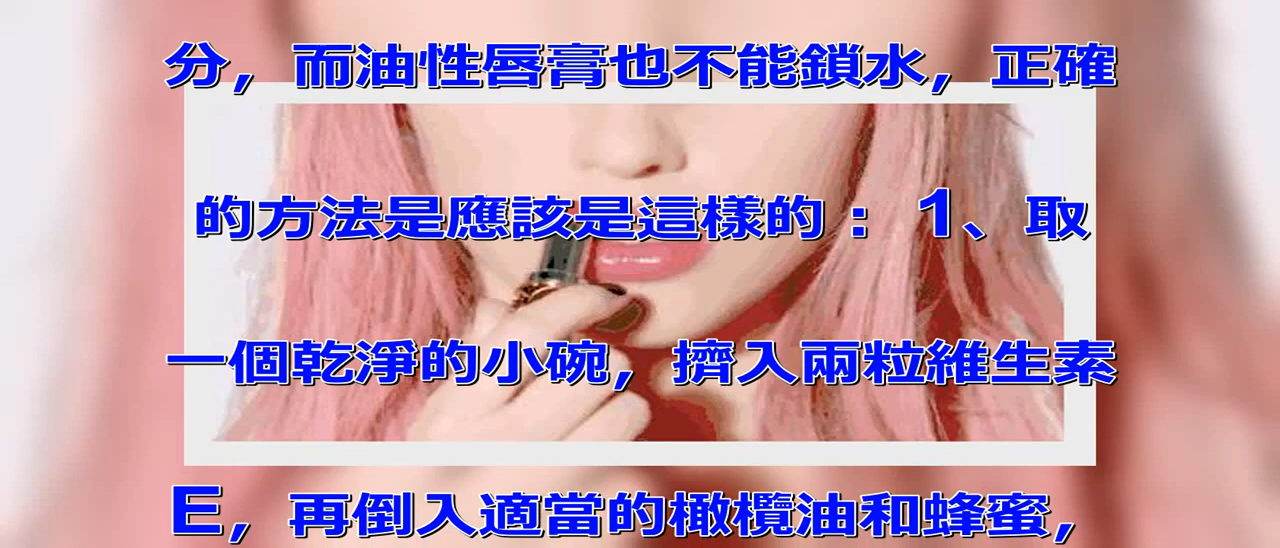 分，而油性唇膏也不能鎖水，正確
的方法是應該是這樣的：1、取
一個乾淨的小碗，擠入兩粒維生素
E，再倒入適當的橄欖油和蜂蜜，